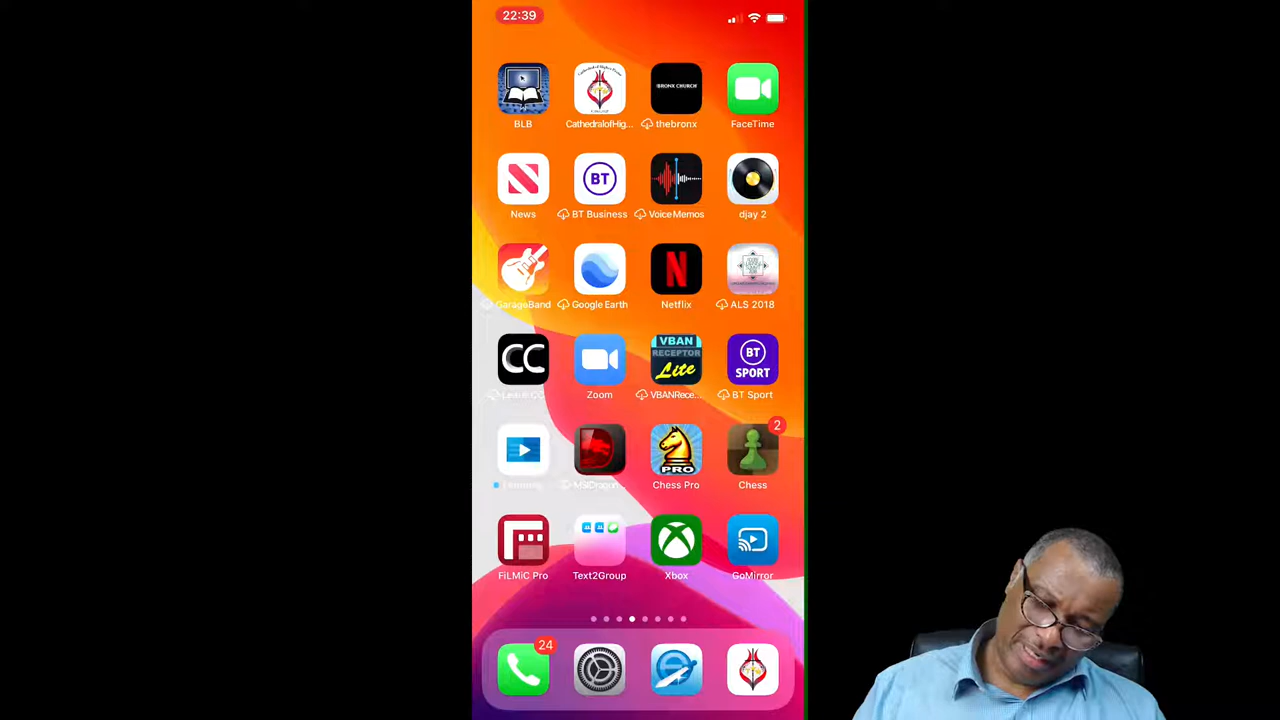 22:39
BLB
CathedralofHig...
thebronx
FaceTime
BRONX CHURCH
News
BT Business
VoiceMemos
djay 2
BT
GarageBand
Google Earth
Netflix
ALS 2018
N
CC
Zoom
VBANRece...
BT Sport
VBAN
RECEPTOR
Lite
BT
SPORT
2
PRO
Chess Pro
Chess
FiLMiC Pro
Text2Group
Xbox
GoMirror
24